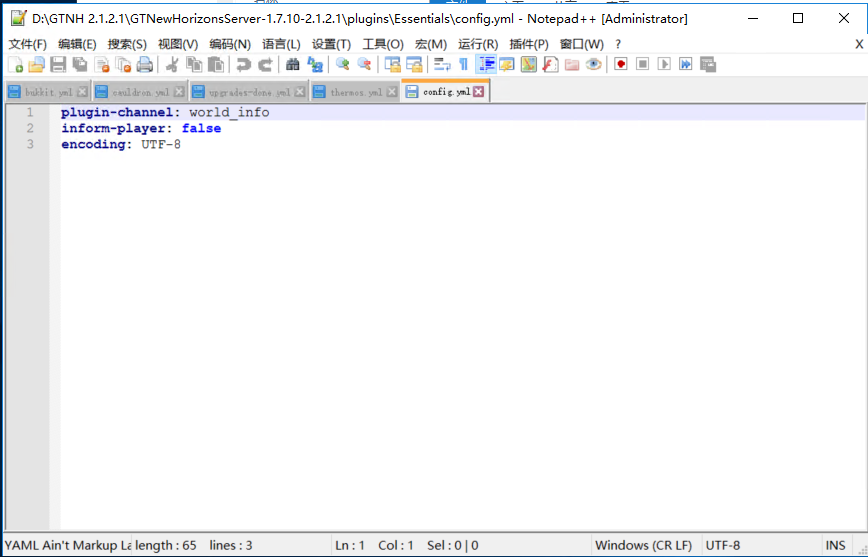 D:\GTNH 2.1.2.1\GTNewHorizonsServer-1.7.10-2.1.2.1\plugins\Essentials\config.yml - Notepad++ [Administrator]
文件(F) 编辑(E) 搜索(S) 视图(V) 编码(N) 语言(L) 设置(T) 工具(O) 宏(M) 运行(R) 插件(P) 窗口(W) ? X
bukkit.yml cauldron.yml upgrades-done.yml thermos.yml config.yml
1 plugin-channel: world_info
2 inform-player: false
3 encoding: UTF-8
YAML Ain't Markup La length : 65 lines : 3 Ln : 1 Col : 1 Sel : 0 | 0 Windows (CR LF) UTF-8 INS